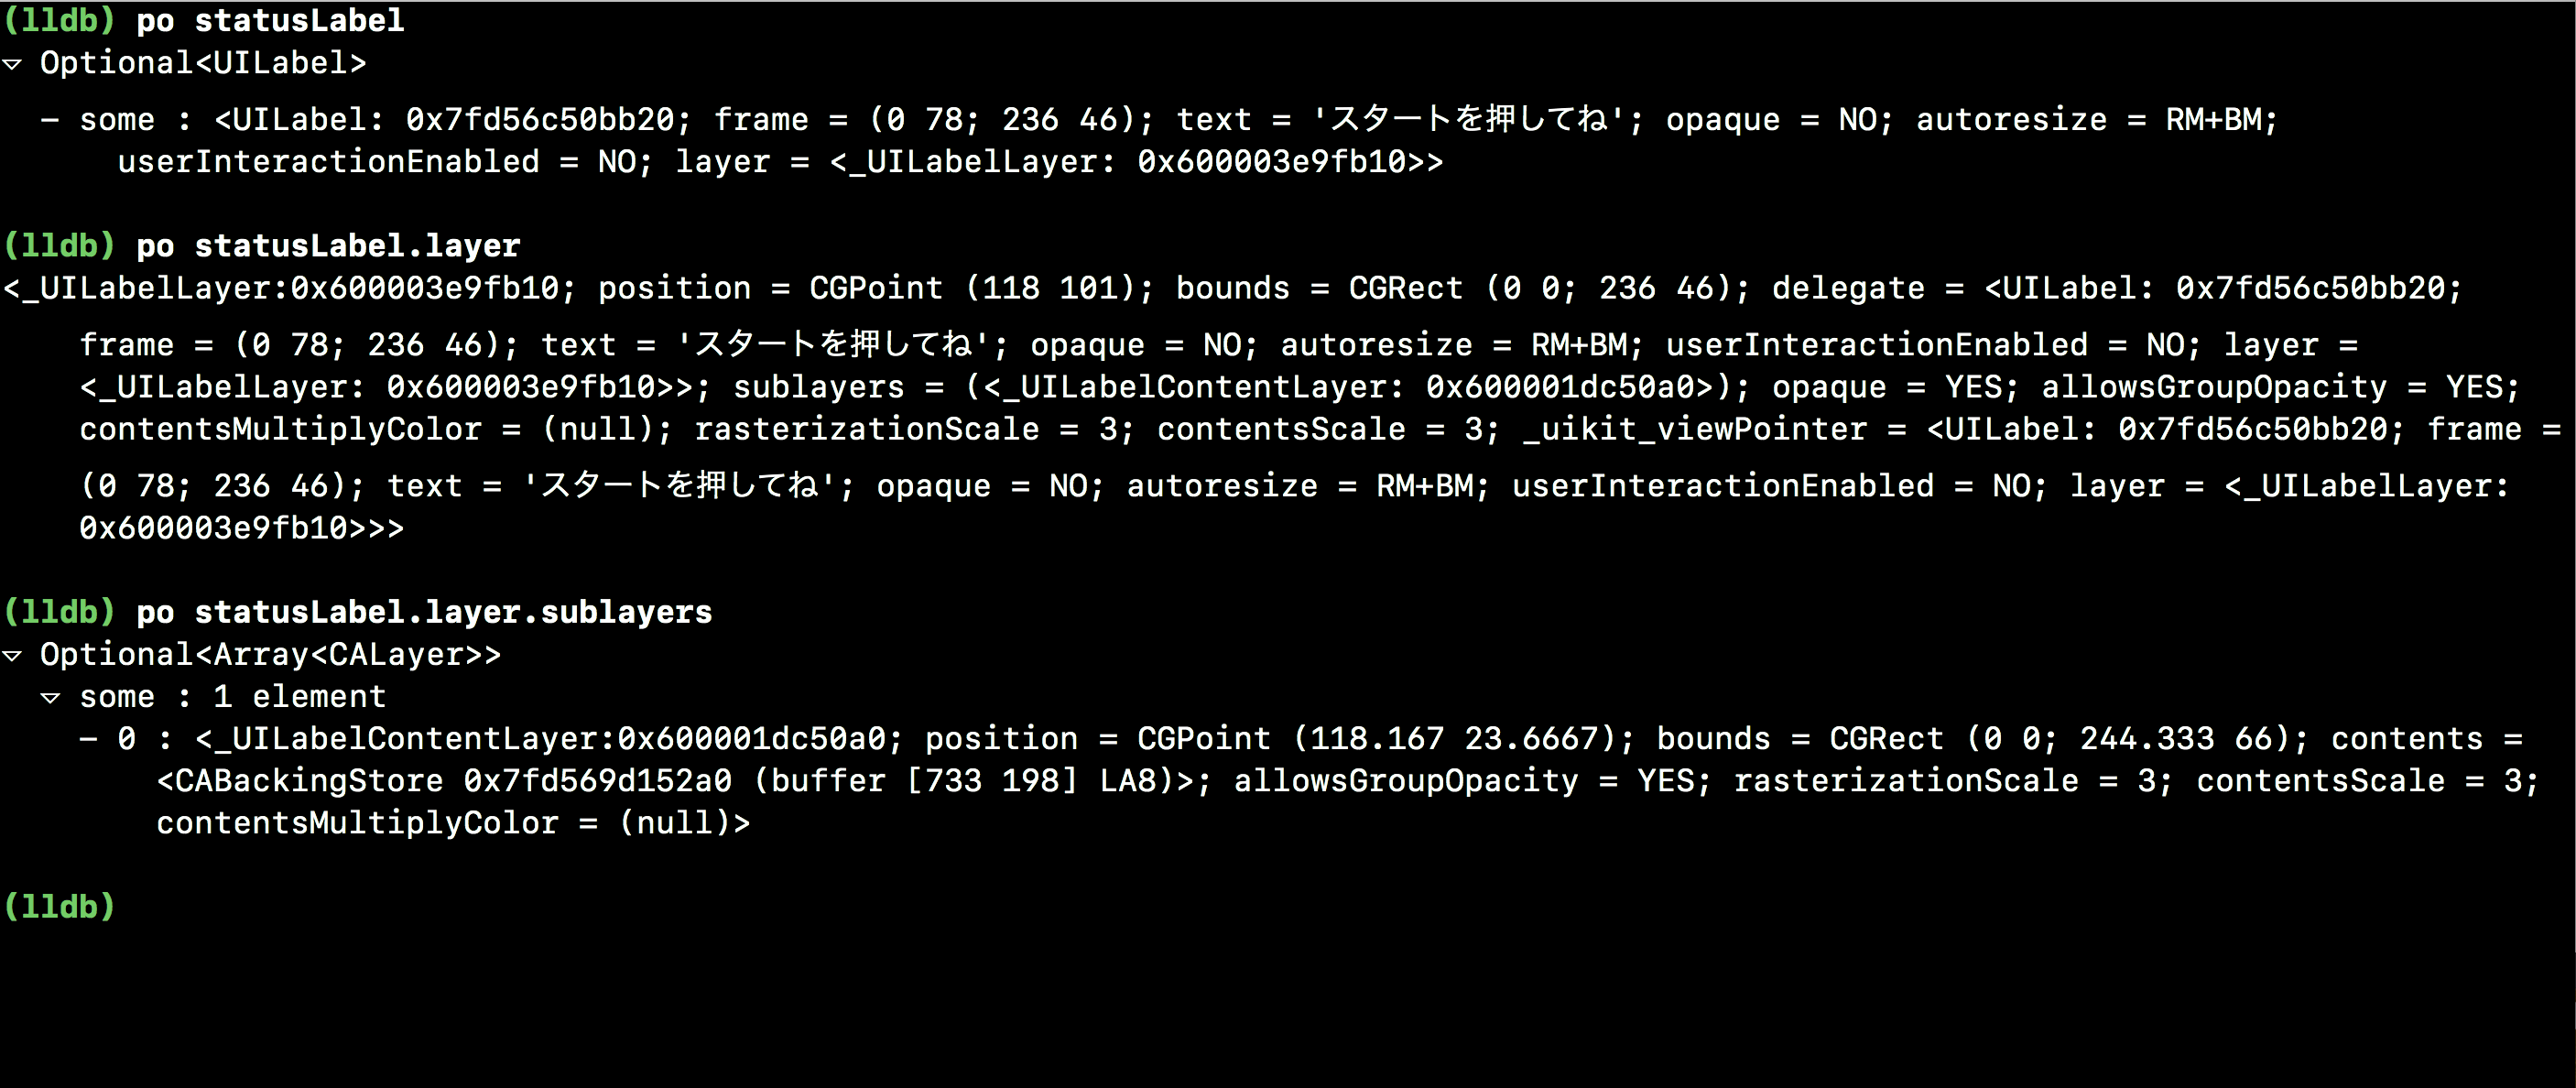 (lldb) po statusLabel
▿ Optional<UILabel>
  - some : <UILabel: 0x7fd56c50bb20; frame = (0 78; 236 46); text = 'スタートを押してね'; opaque = NO; autoresize = RM+BM;
      userInteractionEnabled = NO; layer = <_UILabelLayer: 0x600003e9fb10>>
(lldb) po statusLabel.layer
<_UILabelLayer:0x600003e9fb10; position = CGPoint (118 101); bounds = CGRect (0 0; 236 46); delegate = <UILabel: 0x7fd56c50bb20;
    frame = (0 78; 236 46); text = 'スタートを押してね'; opaque = NO; autoresize = RM+BM; userInteractionEnabled = NO; layer =
    <_UILabelLayer: 0x600003e9fb10>>; sublayers = (<_UILabelContentLayer: 0x600001dc50a0>); opaque = YES; allowsGroupOpacity = YES;
    contentsMultiplyColor = (null); rasterizationScale = 3; contentsScale = 3; _uikit_viewPointer = <UILabel: 0x7fd56c50bb20; frame =
    (0 78; 236 46); text = 'スタートを押してね'; opaque = NO; autoresize = RM+BM; userInteractionEnabled = NO; layer = <_UILabelLayer:
    0x600003e9fb10>>>
(lldb) po statusLabel.layer.sublayers
▿ Optional<Array<CALayer>>
  ▿ some : 1 element
    - 0 : <_UILabelContentLayer:0x600001dc50a0; position = CGPoint (118.167 23.6667); bounds = CGRect (0 0; 244.333 66); contents =
        <CABackingStore 0x7fd569d152a0 (buffer [733 198] LA8)>; allowsGroupOpacity = YES; rasterizationScale = 3; contentsScale = 3;
        contentsMultiplyColor = (null)>
(lldb)